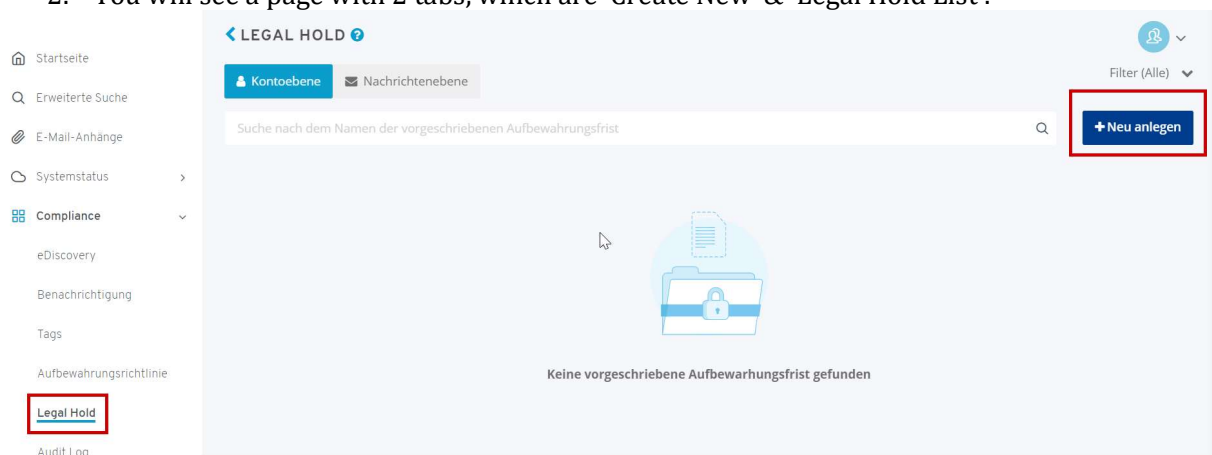 2. You will see a page with 2 tabs, which are 'Create New' & 'Legal Hold List'.
LEGAL HOLD ?
Startseite
Erweiterte Suche
E-Mail-Anhänge
Systemstatus
Compliance
eDiscovery
Benachrichtigung
Tags
Aufbewahrungsrichtlinie
Legal Hold
Audit Log
Kontoebene
Nachrichtenebene
Filter (Alle)
Suche nach dem Namen der vorgeschriebenen Aufbewahrungsfrist
+ Neu anlegen
Keine vorgeschriebene Aufbewarhungsfrist gefunden